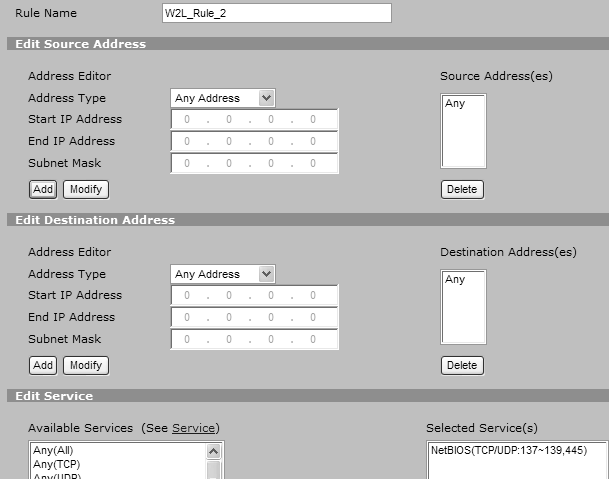 Rule Name W2L_Rule_2
Edit Source Address
Address Editor Source Address(es)
Address Type Any Address Any
Start IP Address 0 . 0 . 0 . 0
End IP Address 0 . 0 . 0 . 0
Subnet Mask 0 . 0 . 0 . 0
Add Modify Delete
Edit Destination Address
Address Editor Destination Address(es)
Address Type Any Address Any
Start IP Address 0 . 0 . 0 . 0
End IP Address 0 . 0 . 0 . 0
Subnet Mask 0 . 0 . 0 . 0
Add Modify Delete
Edit Service
Available Services (See Service) Selected Service(s)
Any(All) NetBIOS(TCP/UDP:137~139,445)
Any(TCP)
Any(UDP)